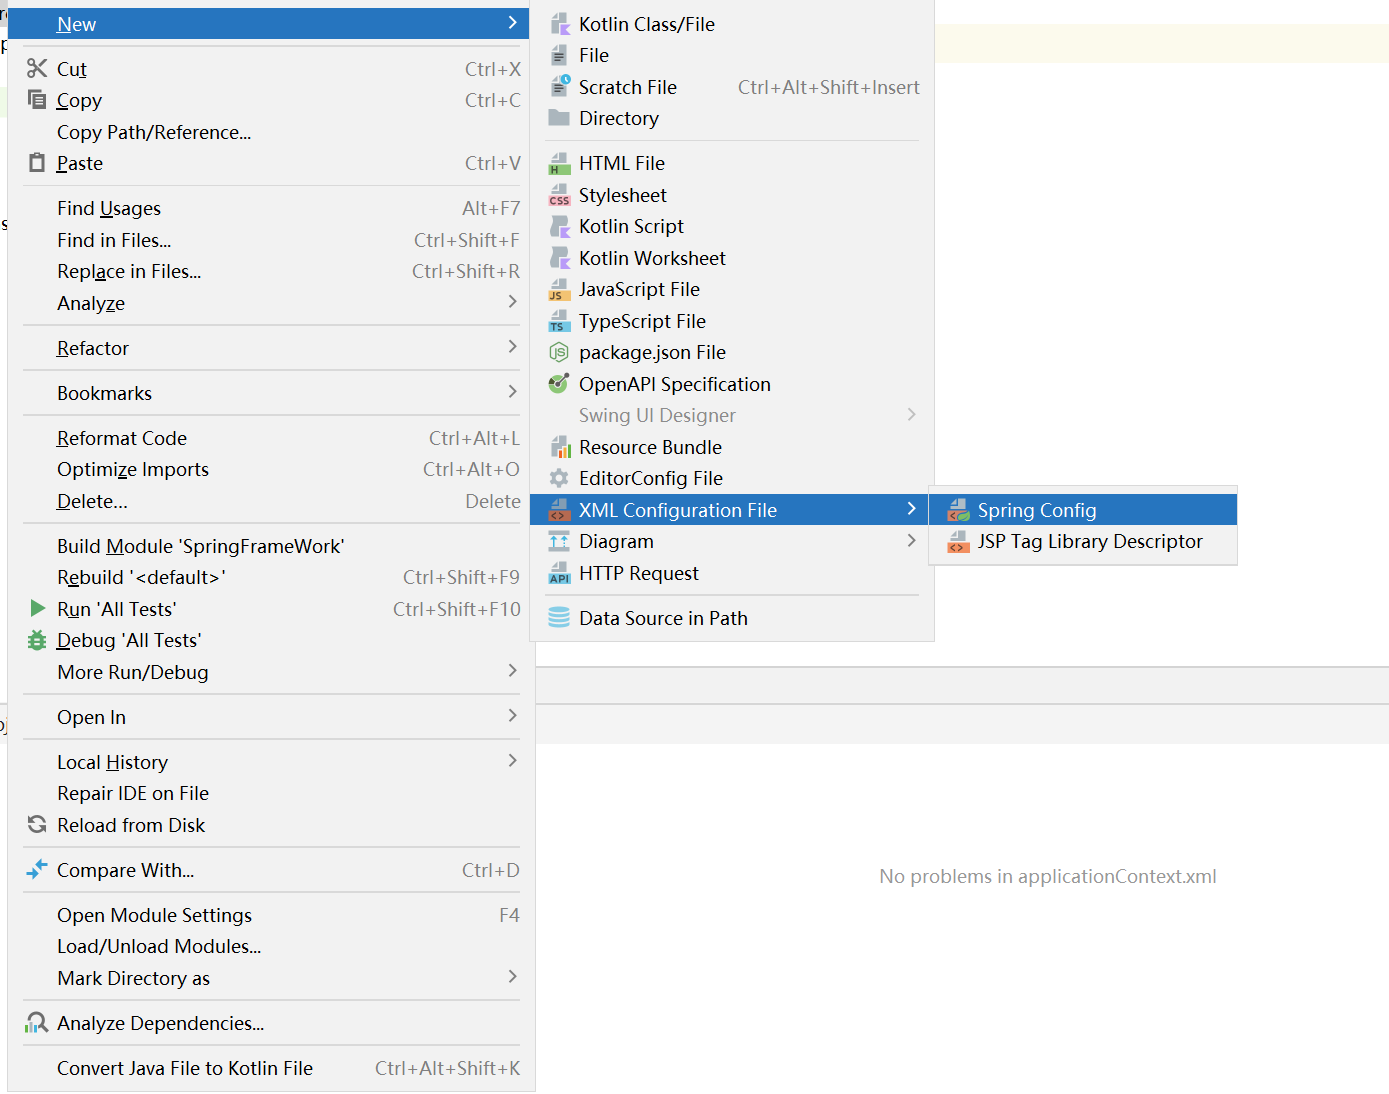 New
Cut Ctrl+X
Copy Ctrl+C
Copy Path/Reference...
Paste Ctrl+V
Find Usages Alt+F7
Find in Files... Ctrl+Shift+F
Replace in Files... Ctrl+Shift+R
Analyze
Refactor
Bookmarks
Reformat Code Ctrl+Alt+L
Optimize Imports Ctrl+Alt+O
Delete... Delete
Build Module 'SpringFrameWork'
Rebuild '<default>' Ctrl+Shift+F9
Run 'All Tests' Ctrl+Shift+F10
Debug 'All Tests'
More Run/Debug
Open In
Local History
Repair IDE on File
Reload from Disk
Compare With... Ctrl+D
Open Module Settings F4
Load/Unload Modules...
Mark Directory as
Analyze Dependencies...
Convert Java File to Kotlin File Ctrl+Alt+Shift+K
Kotlin Class/File
File
Scratch File Ctrl+Alt+Shift+Insert
Directory
HTML File
Stylesheet
Kotlin Script
Kotlin Worksheet
JavaScript File
TypeScript File
package.json File
OpenAPI Specification
Swing UI Designer
Resource Bundle
EditorConfig File
XML Configuration File
Diagram
HTTP Request
Data Source in Path
Spring Config
JSP Tag Library Descriptor
No problems in applicationContext.xml